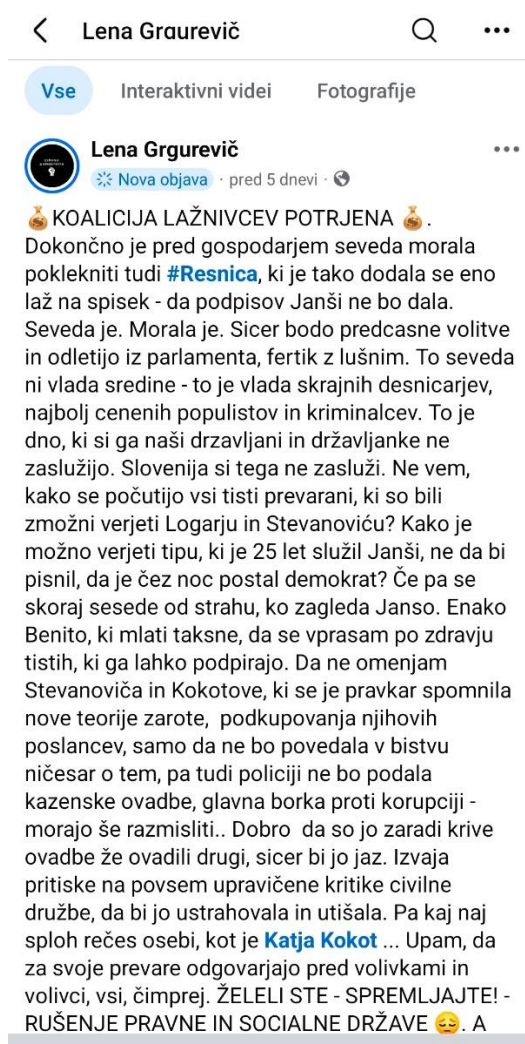 Lena Grgurevič
Vse Interaktivni videi Fotografije
Lena Grgurevič
Nova objava · pred 5 dnevi ·
💰KOALICIJA LAŽNIVCEV POTRJENA 💰.
Dokončno je pred gospodarjem seveda morala
poklekniti tudi #Resnica, ki je tako dodala se eno
laž na spisek - da podpisov Janši ne bo dala.
Seveda je. Morala je. Sicer bodo predcasne volitve
in odletijo iz parlamenta, fertik z lušnim. To seveda
ni vlada sredine - to je vlada skrajnih desnicarjev,
najbolj cenenih populistov in kriminalcev. To je
dno, ki si ga naši drzavljani in državljanke ne
zaslužijo. Slovenija si tega ne zasluži. Ne vem,
kako se počutijo vsi tisti prevarani, ki so bili
zmožni verjeti Logarju in Stevanoviću? Kako je
možno verjeti tipu, ki je 25 let služil Janši, ne da bi
pisnil, da je čez noc postal demokrat? Če pa se
skoraj sesede od strahu, ko zagleda Janso. Enako
Benito, ki mlati taksne, da se vprasam po zdravju
tistih, ki ga lahko podpirajo. Da ne omenjam
Stevanoviča in Kokotove, ki se je pravkar spomnila
nove teorije zarote, podkupovanja njihovih
poslancev, samo da ne bo povedala v bistvu
ničesar o tem, pa tudi policiji ne bo podala
kazenske ovadbe, glavna borka proti korupciji -
morajo še razmisliti.. Dobro da so jo zaradi krive
ovadbe že ovadili drugi, sicer bi jo jaz. Izvaja
pritiske na povsem upravičene kritike civilne
družbe, da bi jo ustrahovala in utišala. Pa kaj naj
sploh rečes osebi, kot je Katja Kokot ... Upam, da
za svoje prevare odgovarjajo pred volivkami in
volivci, vsi, čimprej. ŽELELI STE - SPREMLJAJTE! -
RUŠENJE PRAVNE IN SOCIALNE DRŽAVE 😔. A